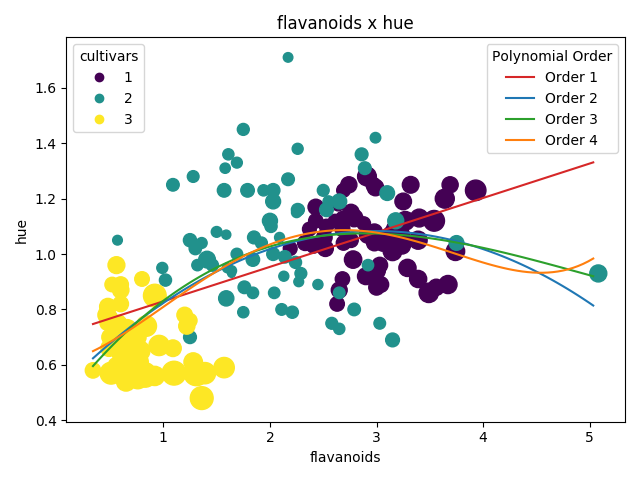 flavanoids x hue
cultivars
1
2
3
Polynomial Order
Order 1
Order 2
Order 3
Order 4
hue
1.6
1.4
1.2
1.0
0.8
0.6
0.4
1 2 3 4 5
flavanoids